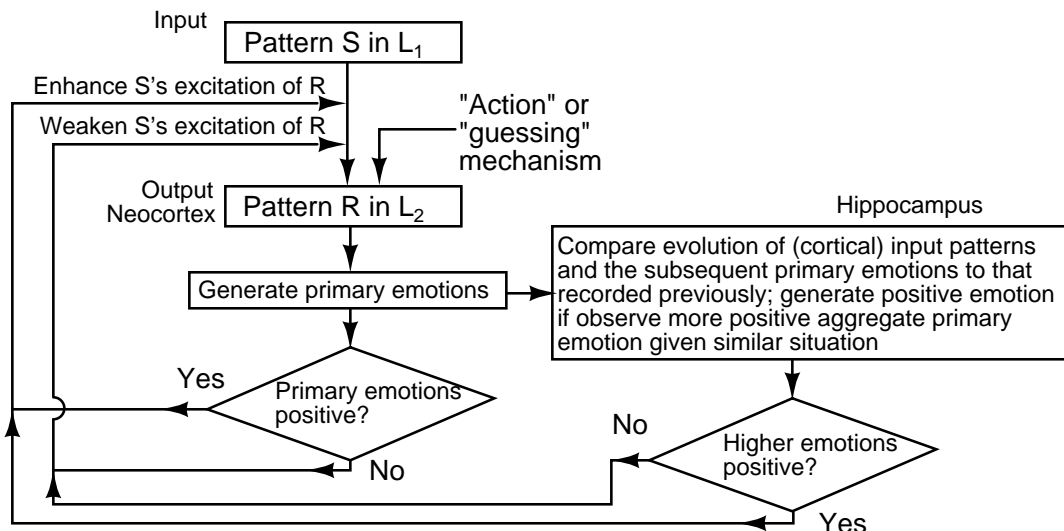 Input
Pattern S in L₁
Enhance S's excitation of R
Weaken S's excitation of R
"Action" or
"guessing"
mechanism
Output
Neocortex
Pattern R in L₂
Hippocampus
Generate primary emotions
Compare evolution of (cortical) input patterns
and the subsequent primary emotions to that
recorded previously; generate positive emotion
if observe more positive aggregate primary
emotion given similar situation
Yes
Primary emotions
positive?
No
No
Higher emotions
positive?
Yes